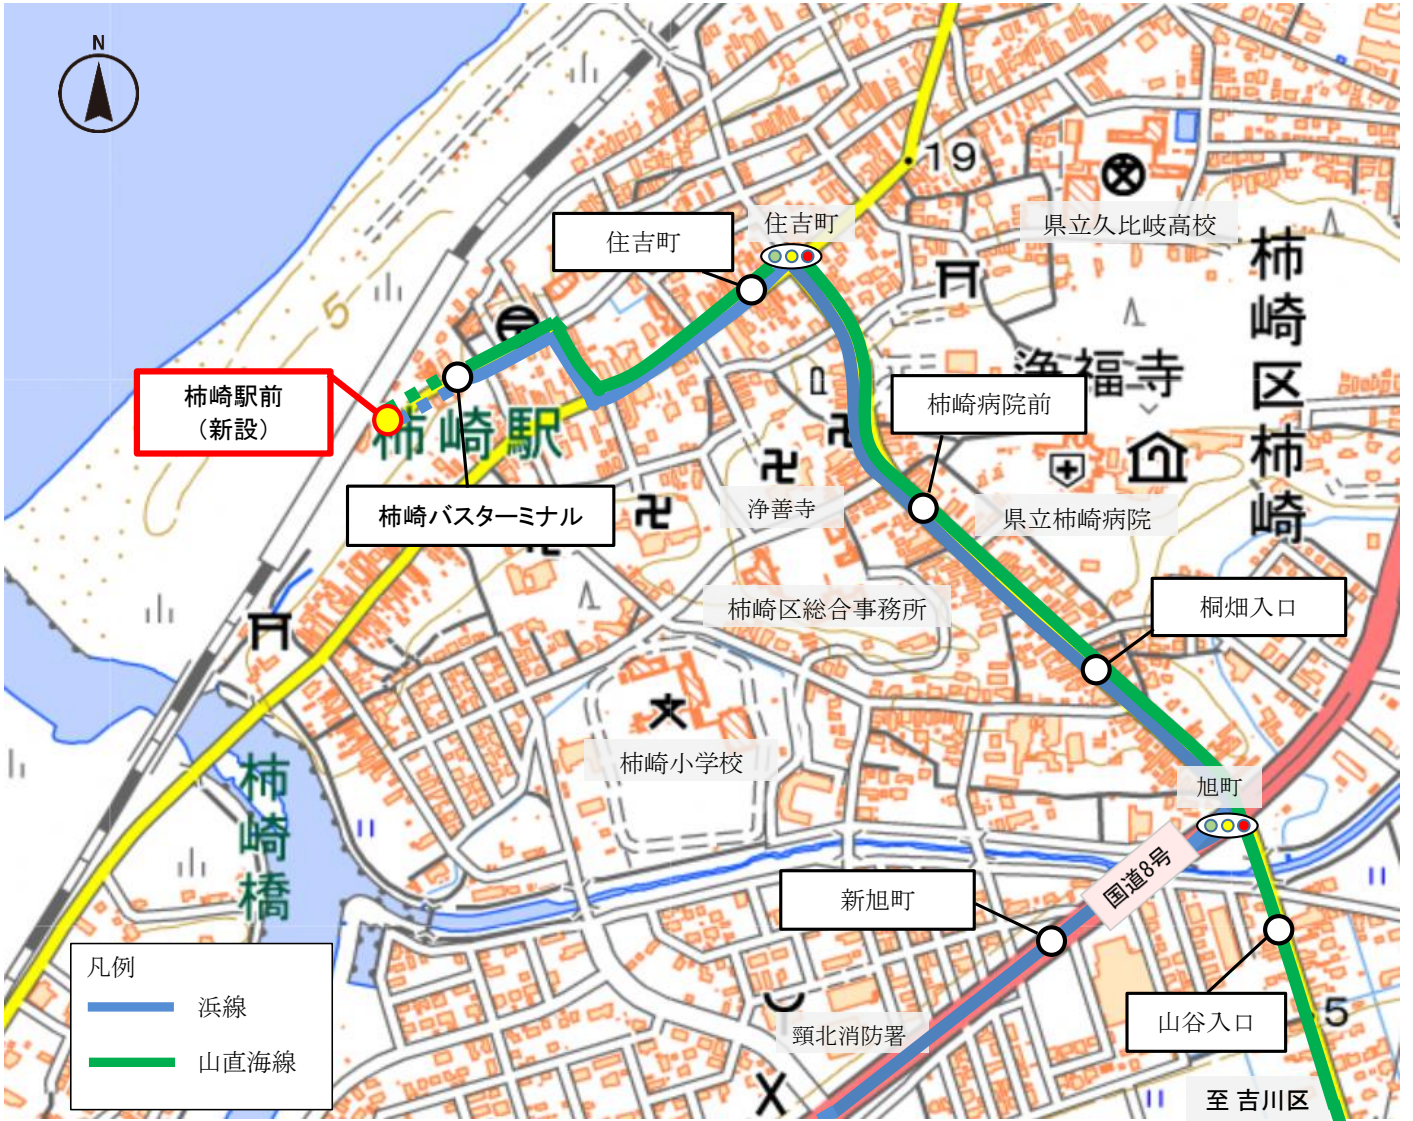 N
19
住吉町
住吉町
県立久比岐高校
柿崎区柿崎
5
浄福寺
柿崎駅前
（新設）
柿崎病院前
柿崎駅
柿崎バスターミナル
浄善寺
県立柿崎病院
桐畑入口
柿崎区総合事務所
柿崎小学校
旭町
柿崎橋
国道8号
新旭町
凡例
浜線
山直海線
頸北消防署
山谷入口
5
至 吉川区